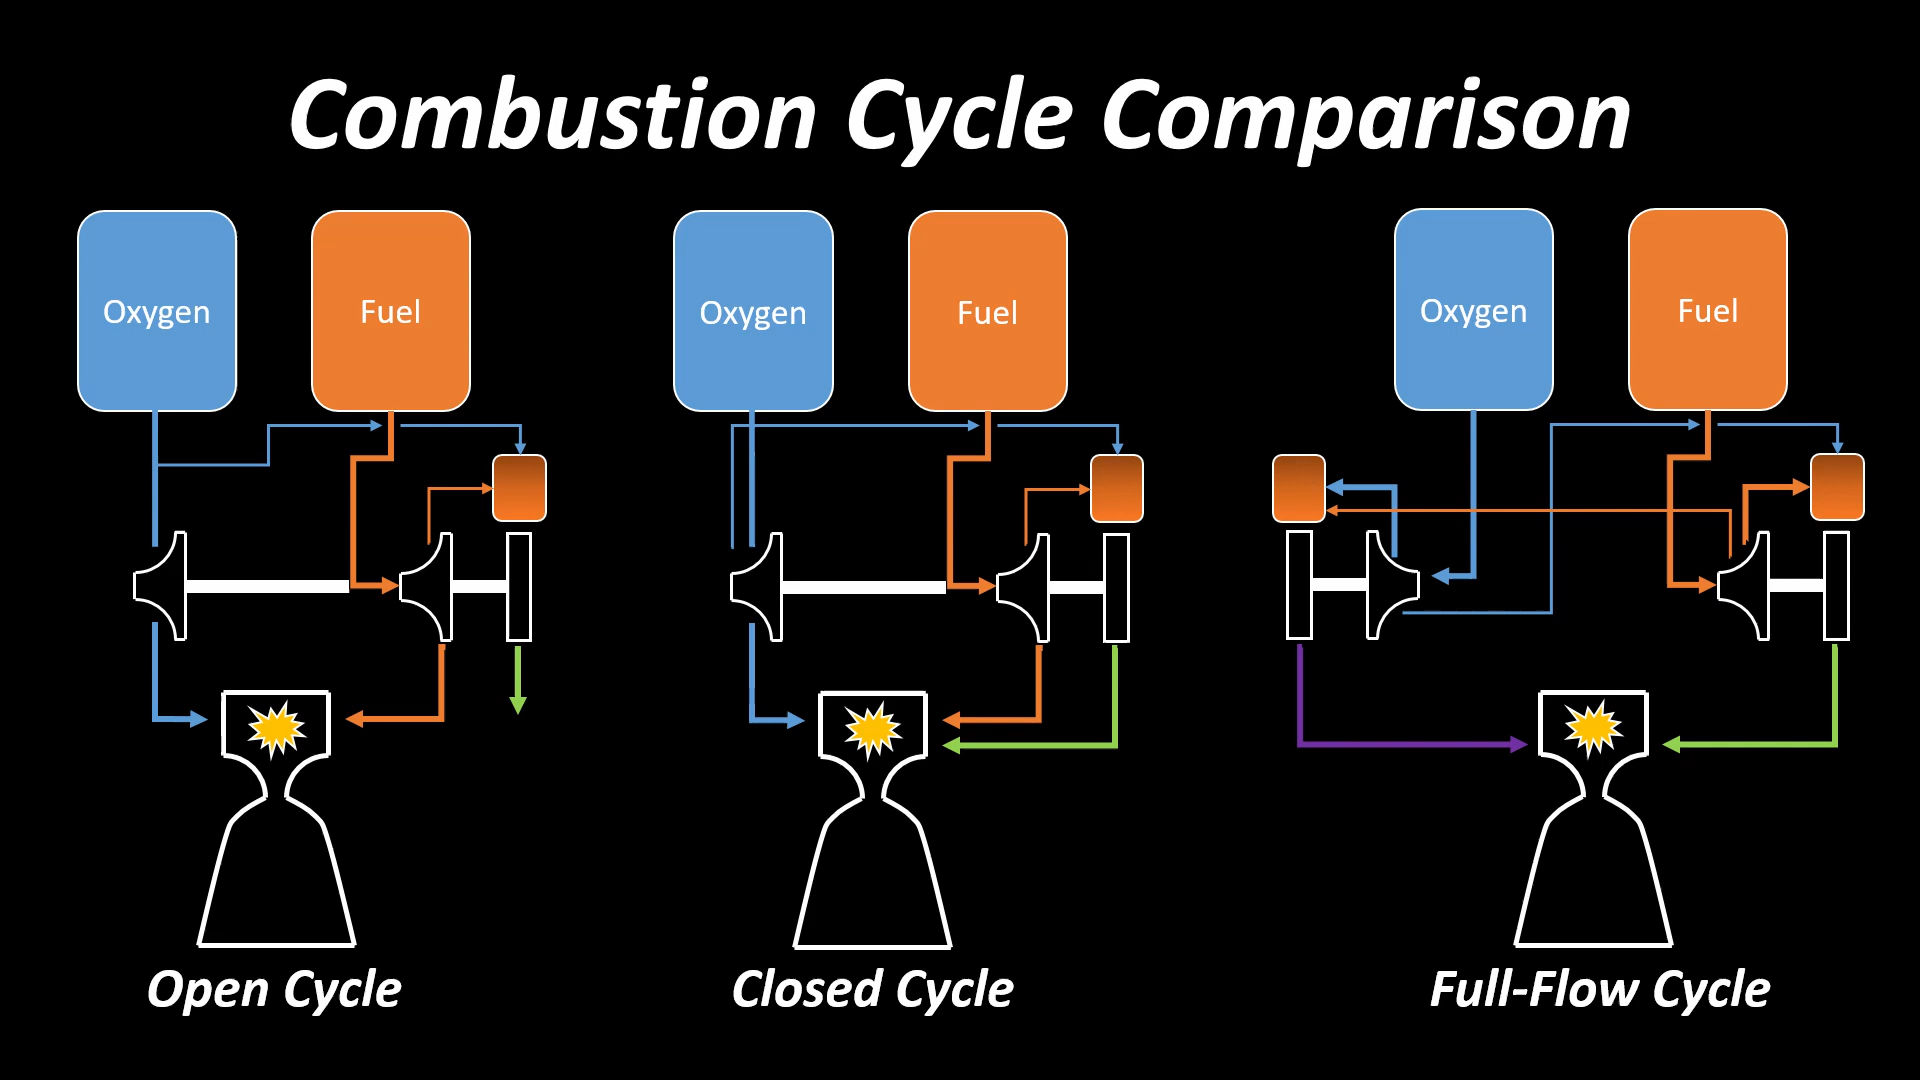 Combustion Cycle Comparison
Oxygen
Fuel
Oxygen
Fuel
Oxygen
Fuel
Open Cycle
Closed Cycle
Full-Flow Cycle